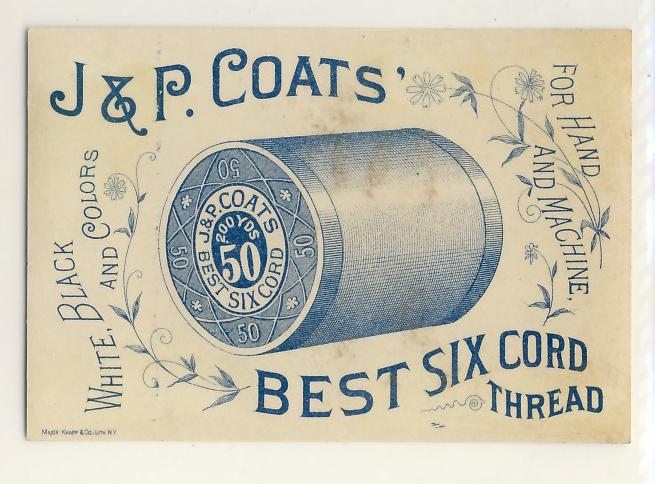 J & P. COATS'
FOR HAND
AND MACHINE.
WHITE, BLACK
AND COLORS
50
J.&P. COATS
200 YDS
50
BEST SIX CORD
50
50
50
BEST SIX CORD
THREAD
MAJOR KNAPP & CO. LITH. N.Y.